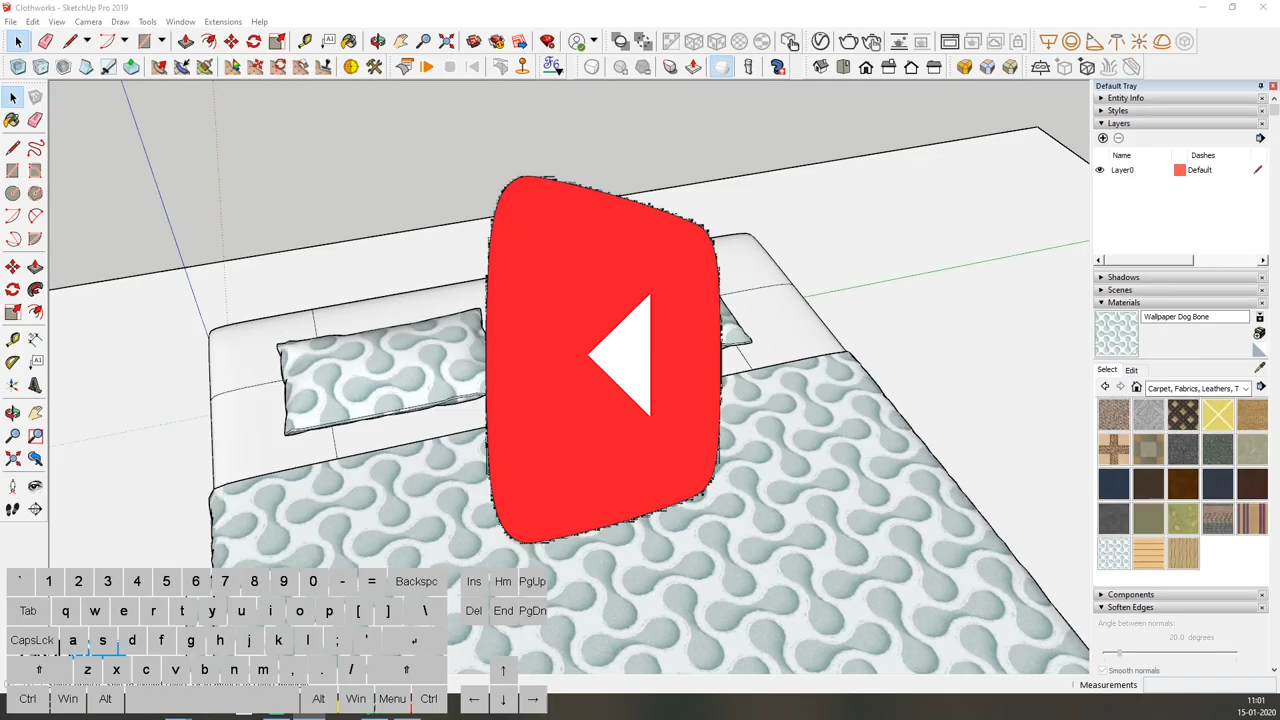 Clothworks - SketchUp Pro 2019
File Edit View Camera Draw Tools Window Extensions Help
Default Tray
Entity Info
Styles
Layers
Name Dashes
Layer0 Default
Shadows
Scenes
Materials
Wallpaper Dog Bone
Select Edit
Carpet, Fabrics, Leathers, T
Components
Soften Edges
Angle between normals:
20.0 degrees
Smooth normals
` 1 2 3 4 5 6 7 8 9 0 - = Backspc Ins Hm PgUp
Tab q w e r t y u i o p [ ] \ Del End PgDn
CapsLck a s d f g h j k l ; ' ↵
⇧ z x c v b n m , . / ⇧ ↑
Ctrl Win Alt Alt Win Menu Ctrl ← ↓ →
Measurements
11:01
15-01-2020